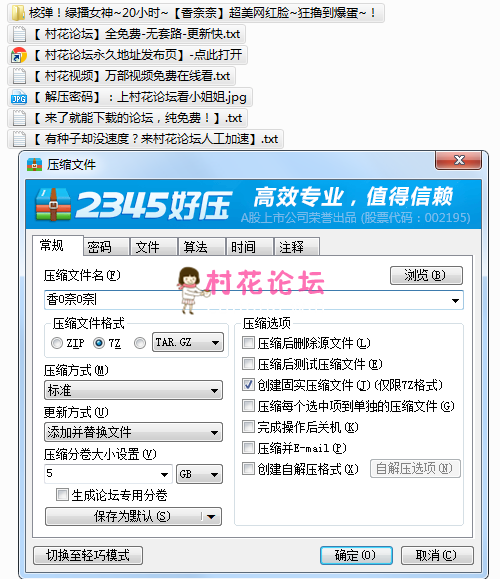 核弹！绿播女神~20小时~【香奈奈】超美网红脸~狂撸到爆蛋~！
【 村花论坛】全免费-无套路-更新快.txt
【 村花论坛永久地址发布页】-点此打开
【 村花视频】万部视频免费在线看.txt
【 解压密码】：上村花论坛看小姐姐.jpg
【 来了就能下载的论坛，纯免费！】.txt
【 有种子却没速度？来村花论坛人工加速】.txt
压缩文件
2345好压 高效专业，值得信赖
A股上市公司荣誉出品 (股票代码：002195)
常规 密码 文件 算法 时间 注释
压缩文件名(F) 浏览(B)
香0奈0奈
村花论坛
压缩文件格式 压缩选项
ZIP 7Z TAR.GZ
压缩后删除源文件(L)
压缩后测试压缩文件(E)
压缩方式(M)
标准
创建固实压缩文件(T)(仅限7Z格式)
压缩每个选中项到单独的压缩文件(G)
更新方式(U)
添加并替换文件
完成操作后关机(K)
压缩并E-mail(P)
压缩分卷大小设置(V)
5 GB
创建自解压格式(X) 自解压选项(N)
生成论坛专用分卷
保存为默认(S)
切换至轻巧模式 确定(O) 取消(C)